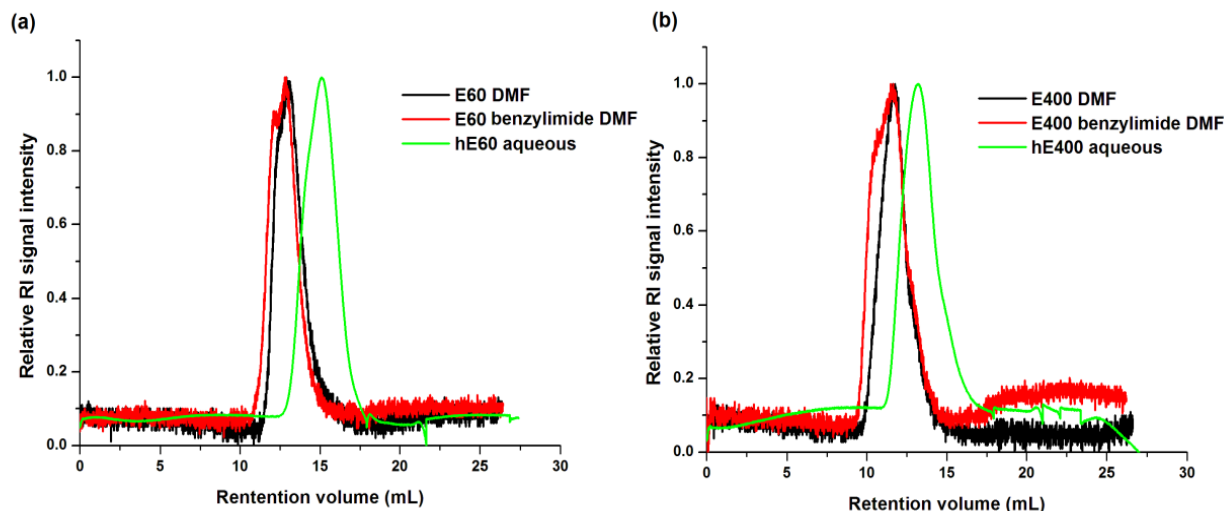 (a)
1.0
0.8
0.6
0.4
0.2
0.0
Relative RI signal intensity
E60 DMF
E60 benzylimide DMF
hE60 aqueous
0 5 10 15 20 25 30
Rentention volume (mL)
(b)
1.0
0.8
0.6
0.4
0.2
0.0
Relative RI signal intensity
E400 DMF
E400 benzylimide DMF
hE400 aqueous
0 5 10 15 20 25 30
Retention volume (mL)